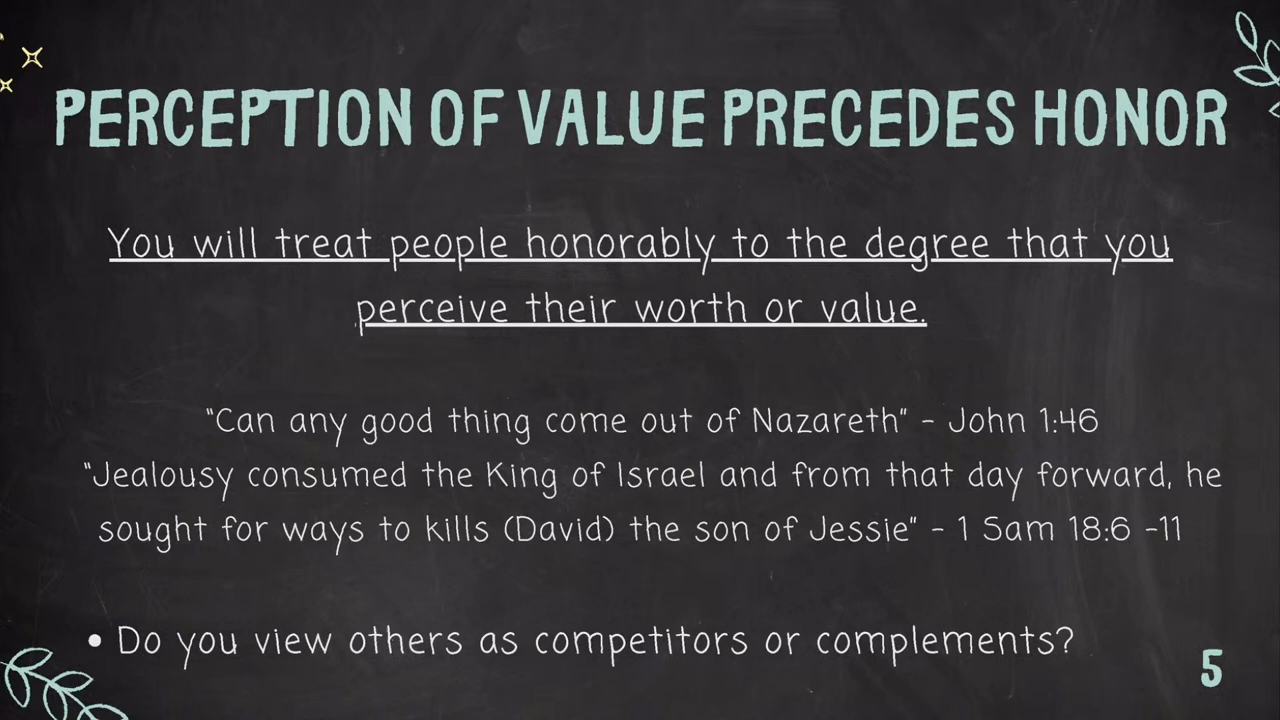 PERCEPTION OF VALUE PRECEDES HONOR
You will treat people honorably to the degree that you
perceive their worth or value.
"Can any good thing come out of Nazareth" - John 1:46
"Jealousy consumed the King of Israel and from that day forward, he
sought for ways to kills (David) the son of Jessie" - 1 Sam 18:6 -11
• Do you view others as competitors or complements?
5